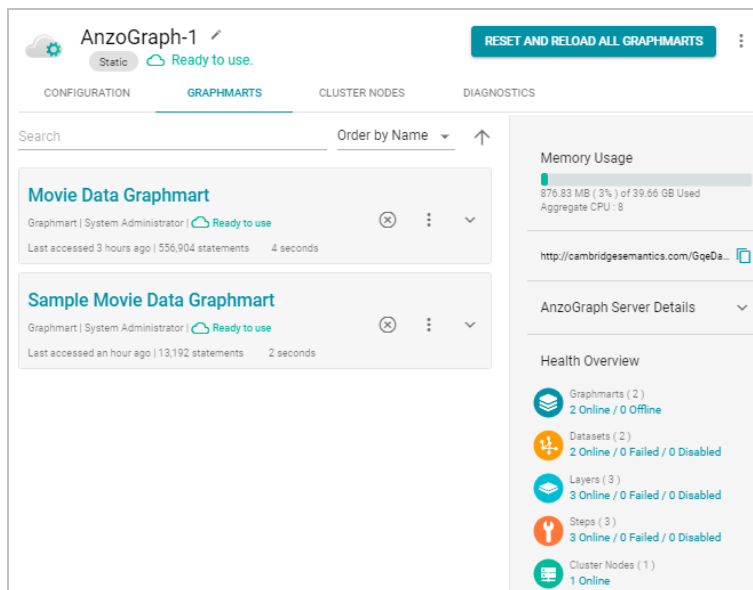 AnzoGraph-1
Static
Ready to use.
RESET AND RELOAD ALL GRAPHMARTS
CONFIGURATION GRAPHMARTS CLUSTER NODES DIAGNOSTICS
Search
Order by Name
Movie Data Graphmart
Graphmart | System Administrator | Ready to use
Last accessed 3 hours ago | 556,904 statements 4 seconds
Sample Movie Data Graphmart
Graphmart | System Administrator | Ready to use
Last accessed an hour ago | 13,192 statements 2 seconds
Memory Usage
876.83 MB ( 3% ) of 39.66 GB Used
Aggregate CPU : 8
http://cambridgesemantics.com/GqeDa...
AnzoGraph Server Details
Health Overview
Graphmarts ( 2 )
2 Online / 0 Offline
Datasets ( 2 )
2 Online / 0 Failed / 0 Disabled
Layers ( 3 )
3 Online / 0 Failed / 0 Disabled
Steps ( 3 )
3 Online / 0 Failed / 0 Disabled
Cluster Nodes ( 1 )
1 Online